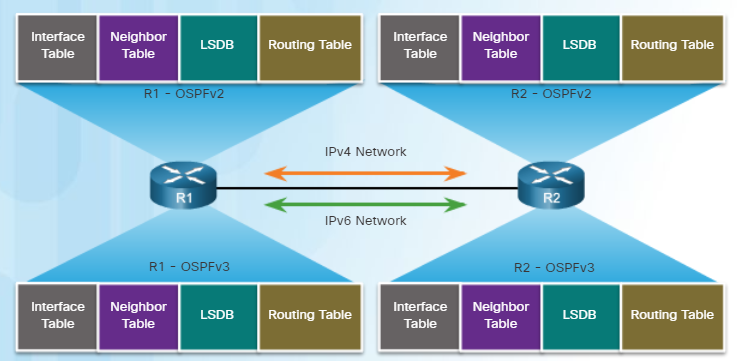 Interface Table
Neighbor Table
LSDB
Routing Table
Interface Table
Neighbor Table
LSDB
Routing Table
R1 - OSPFv2
R2 - OSPFv2
IPv4 Network
R1
R2
IPv6 Network
R1 - OSPFv3
R2 - OSPFv3
Interface Table
Neighbor Table
LSDB
Routing Table
Interface Table
Neighbor Table
LSDB
Routing Table